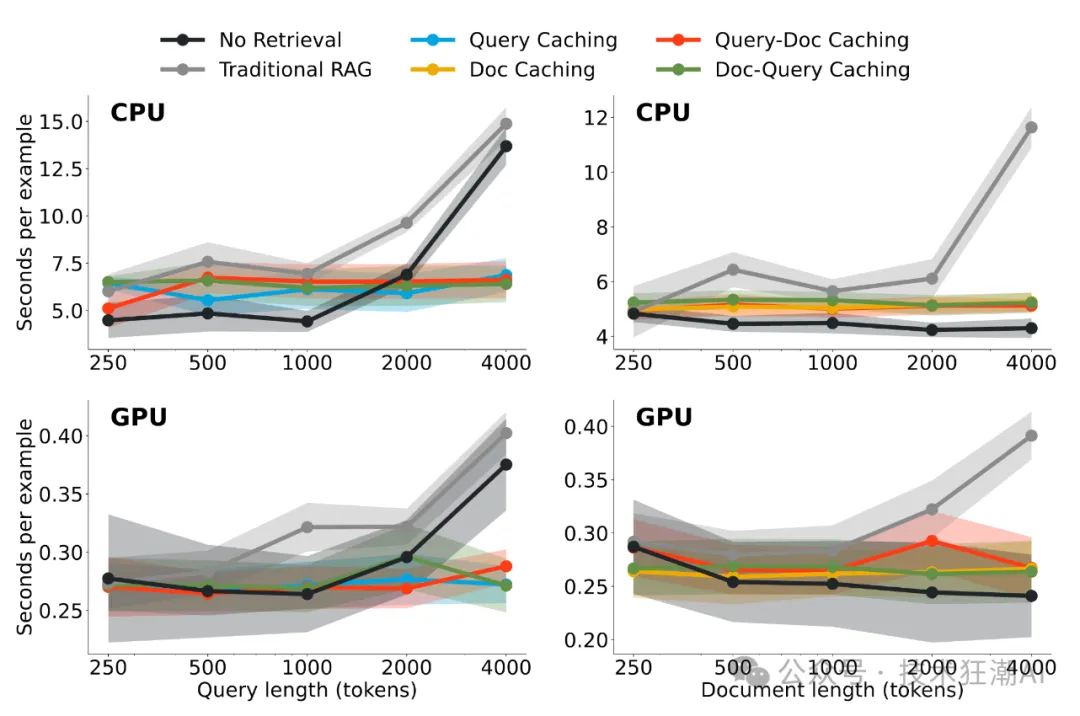 No Retrieval Query Caching Query-Doc Caching
Traditional RAG Doc Caching Doc-Query Caching
CPU
15.0
12.5
10.0
7.5
5.0
Seconds per example
250 500 1000 2000 4000
CPU
12
10
8
6
4
250 500 1000 2000 4000
GPU
0.40
0.35
0.30
0.25
Seconds per example
250 500 1000 2000 4000
Query length (tokens)
GPU
0.40
0.35
0.30
0.25
0.20
250 500 1000 2000 4000
Document length (tokens)
公众号 · 技术狂潮AI